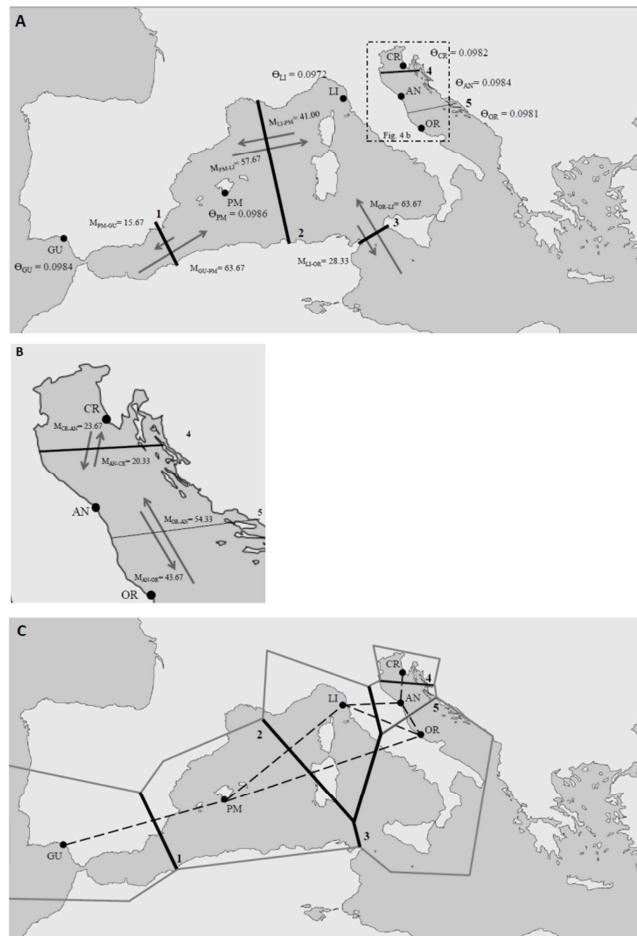 A
ΘCR = 0.0982
CR
4
ΘLI = 0.0972
LI
ΘAN = 0.0984
AN
5
ΘOR = 0.0981
OR
Fig. 4 b
MLI-PM= 41.00
MPM-LI= 57.67
PM
ΘPM = 0.0986
MOR-LI= 63.67
MPM-GU= 15.67
1
3
2
GU
MLI-OR= 28.33
ΘGU = 0.0984
MGU-PM= 63.67
B
CR
MCR-AN= 23.67
4
MAN-CR= 20.33
AN
5
MOR-AN= 54.33
MAN-OR= 43.67
OR
C
CR
4
LI
AN
5
2
OR
PM
3
GU
1